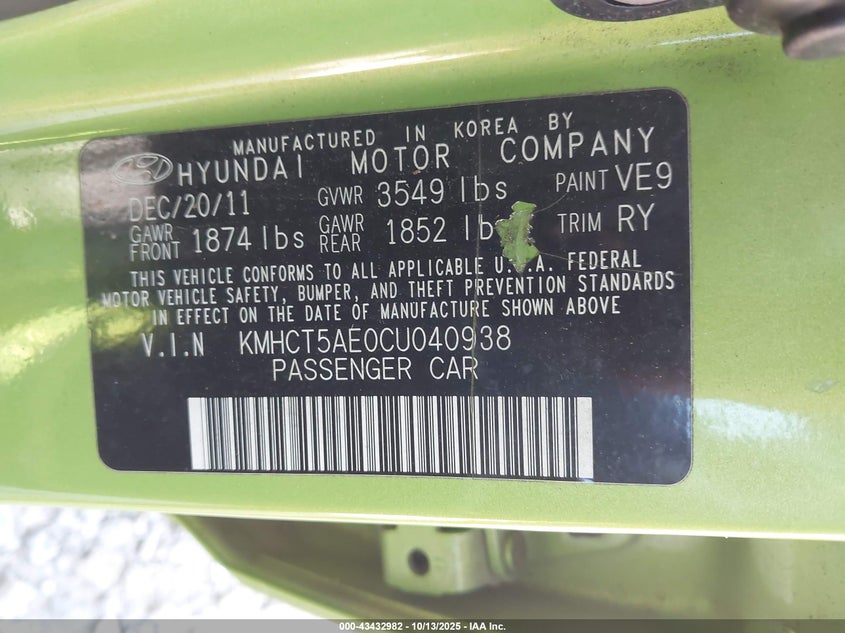 MANUFACTURED IN KOREA BY
HYUNDAI MOTOR COMPANY
DEC/20/11 GVWR 3549 lbs PAINT VE9
GAWR FRONT 1874 lbs GAWR REAR 1852 lb TRIM RY
THIS VEHICLE CONFORMS TO ALL APPLICABLE U.S.A. FEDERAL
MOTOR VEHICLE SAFETY, BUMPER, AND THEFT PREVENTION STANDARDS
IN EFFECT ON THE DATE OF MANUFACTURE SHOWN ABOVE
V.I.N KMHCT5AE0CU040938
PASSENGER CAR
000-43432982 - 10/13/2025 - IAA Inc.